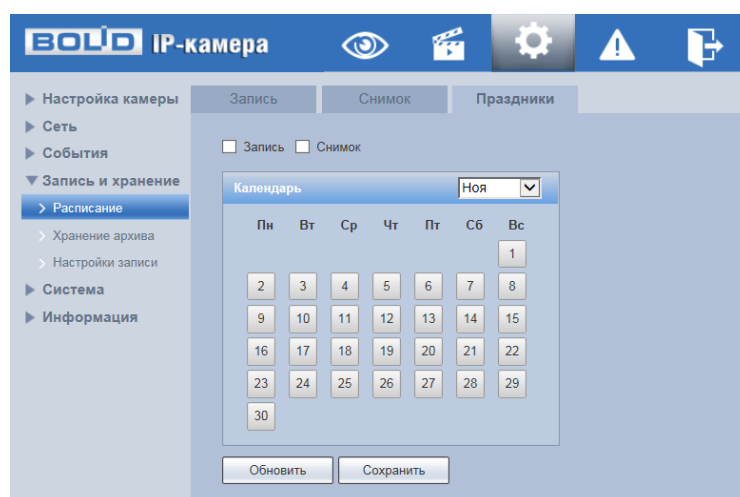 BOLID IP-камера
Запись Снимок Праздники
Настройка камеры
Сеть
События
Запись и хранение
Расписание
Хранение архива
Настройки записи
Система
Информация
Запись Снимок
Календарь Ноя
Пн Вт Ср Чт Пт Сб Вс
1
2 3 4 5 6 7 8
9 10 11 12 13 14 15
16 17 18 19 20 21 22
23 24 25 26 27 28 29
30
Обновить Сохранить